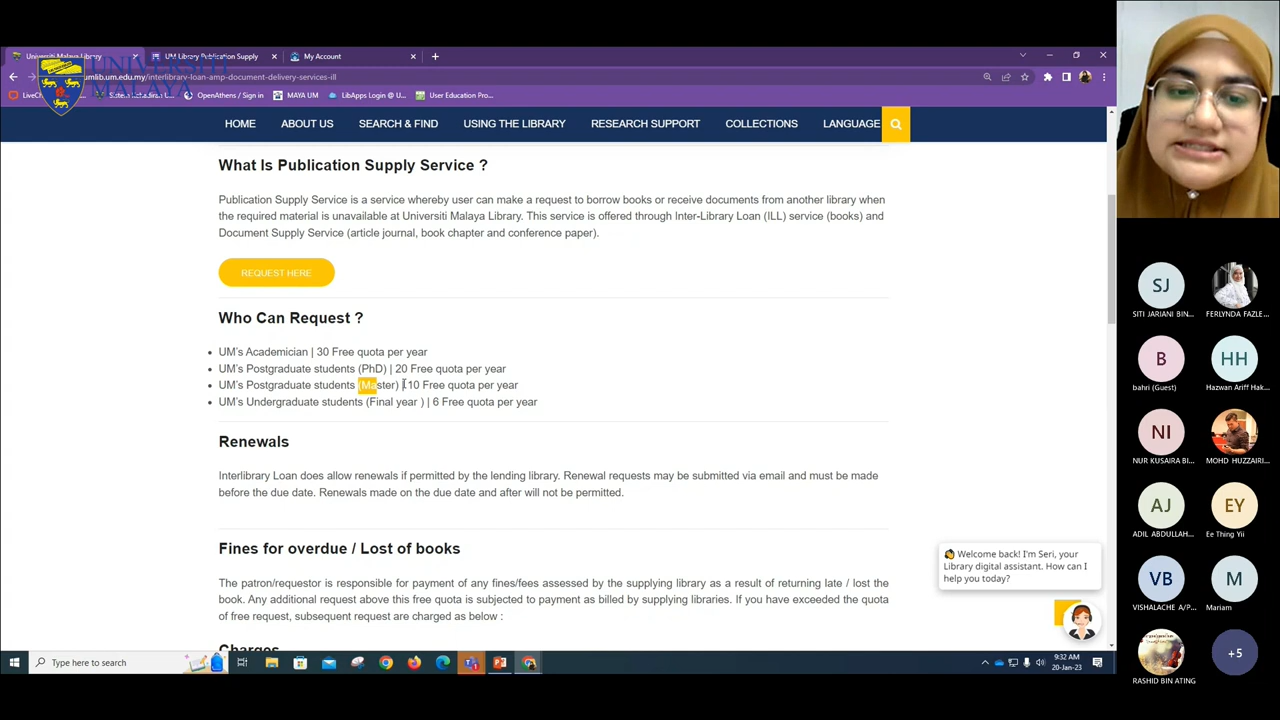 Universiti Malaya Library
UM Library Publication Supply
My Account
umlib.um.edu.my/interlibrary-loan-amp-document-delivery-services-ill
UNIVERSITI
MALAYA
LiveCh
OpenAthens / Sign in
MAYA UM
LibApps Login @ U...
User Education Pro...
HOME
ABOUT US
SEARCH & FIND
USING THE LIBRARY
RESEARCH SUPPORT
COLLECTIONS
LANGUAGE
What Is Publication Supply Service ?
Publication Supply Service is a service whereby user can make a request to borrow books or receive documents from another library when
the required material is unavailable at Universiti Malaya Library. This service is offered through Inter-Library Loan (ILL) service (books) and
Document Supply Service (article journal, book chapter and conference paper).
REQUEST HERE
Who Can Request ?
UM's Academician | 30 Free quota per year
UM's Postgraduate students (PhD) | 20 Free quota per year
UM's Postgraduate students (Master) | 10 Free quota per year
UM's Undergraduate students (Final year ) | 6 Free quota per year
Renewals
Interlibrary Loan does allow renewals if permitted by the lending library. Renewal requests may be submitted via email and must be made
before the due date. Renewals made on the due date and after will not be permitted.
Fines for overdue / Lost of books
The patron/requestor is responsible for payment of any fines/fees assessed by the supplying library as a result of returning late / lost the
book. Any additional request above this free quota is subjected to payment as billed by supplying libraries. If you have exceeded the quota
of free request, subsequent request are charged as below :
Charges
Welcome back! I'm Seri, your
Library digital assistant. How can I
help you today?
Type here to search
9:32 AM
20-Jan-23
SJ
SITI JARIANI BIN...
FERLYNDA FAZLE...
B
bahri (Guest)
HH
Hazwan Ariff Hak...
NI
NUR KUSAIRA BI...
MOHD HUZZAIRI...
AJ
ADIL ABDULLAH...
EY
Ee Thing Yii
VB
VISHALACHE A/P...
M
Mariam
RASHID BIN ATING
+5